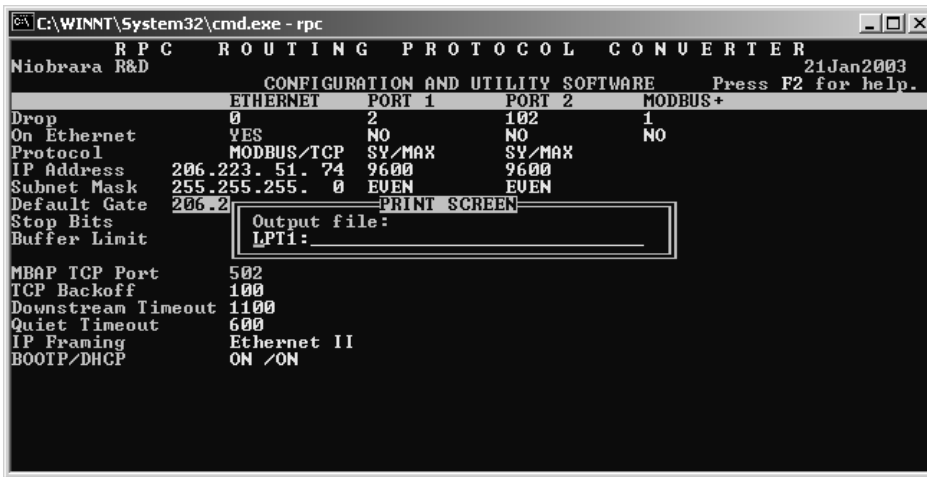 C:\WINNT\System32\cmd.exe - rpc
R P C R O U T I N G P R O T O C O L C O N V E R T E R
Niobrara R&D 21Jan2003
CONFIGURATION AND UTILITY SOFTWARE Press F2 for help.
ETHERNET PORT 1 PORT 2 MODBUS+
Drop 0 2 102 1
On Ethernet YES NO NO NO
Protocol MODBUS/TCP SY/MAX SY/MAX
IP Address 206.223. 51. 74 9600 9600
Subnet Mask 255.255.255. 0 EVEN EVEN
Default Gate 206.2 PRINT SCREEN
Stop Bits Output file:
Buffer Limit LPT1:
MBAP TCP Port 502
TCP Backoff 100
Downstream Timeout 1100
Quiet Timeout 600
IP Framing Ethernet II
BOOTP/DHCP ON /ON